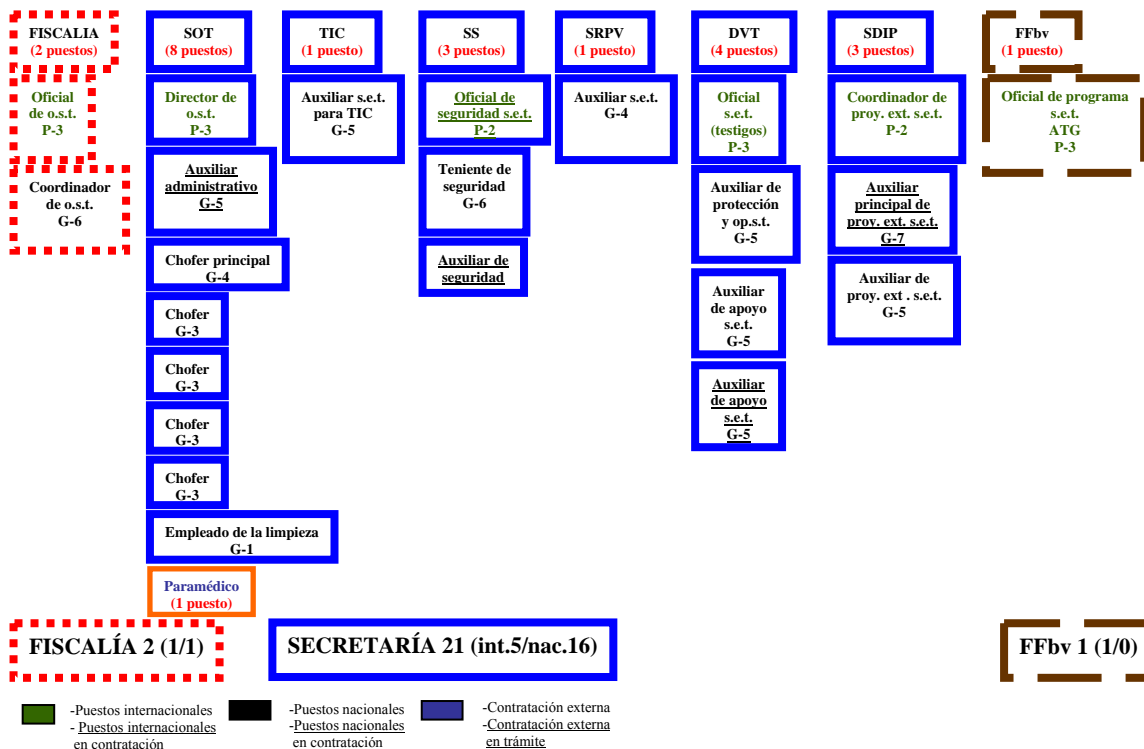 FISCALIA
(2 puestos)
Oficial
de o.s.t.
P-3
Coordinador
de o.s.t.
G-6
SOT
(8 puestos)
Director de
o.s.t.
P-3
Auxiliar
administrativo
G-5
Chofer principal
G-4
Chofer
G-3
Chofer
G-3
Chofer
G-3
Chofer
G-3
Empleado de la limpieza
G-1
Paramédico
(1 puesto)
TIC
(1 puesto)
Auxiliar s.e.t.
para TIC
G-5
SS
(3 puestos)
Oficial de
seguridad s.e.t.
P-2
Teniente de
seguridad
G-6
Auxiliar de
seguridad
SRPV
(1 puesto)
Auxiliar s.e.t.
G-4
DVT
(4 puestos)
Oficial
s.e.t.
(testigos)
P-3
Auxiliar de
protección
y op.s.t.
G-5
Auxiliar
de apoyo
s.e.t.
G-5
Auxiliar
de apoyo
s.e.t.
G-5
SDIP
(3 puestos)
Coordinador de
proy. ext. s.e.t.
P-2
Auxiliar
principal de
proy. ext. s.e.t.
G-7
Auxiliar de
proy. ext . s.e.t.
G-5
FFbv
(1 puesto)
Oficial de programa
s.e.t.
ATG
P-3
FISCALÍA 2 (1/1)
SECRETARÍA 21 (int.5/nac.16)
FFbv 1 (1/0)
-Puestos internacionales
- Puestos internacionales
en contratación
-Puestos nacionales
-Puestos nacionales
en contratación
-Contratación externa
-Contratación externa
en trámite